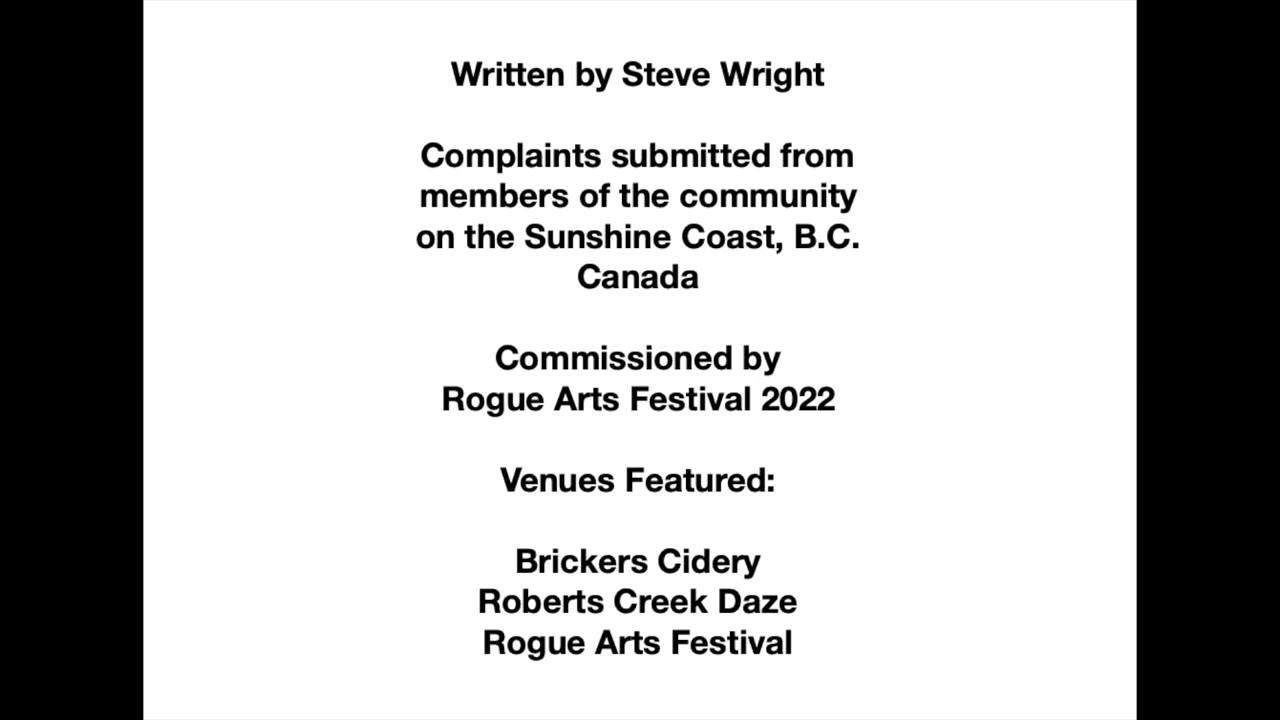 Written by Steve Wright
Complaints submitted from
members of the community
on the Sunshine Coast, B.C.
Canada
Commissioned by
Rogue Arts Festival 2022
Venues Featured:
Brickers Cidery
Roberts Creek Daze
Rogue Arts Festival